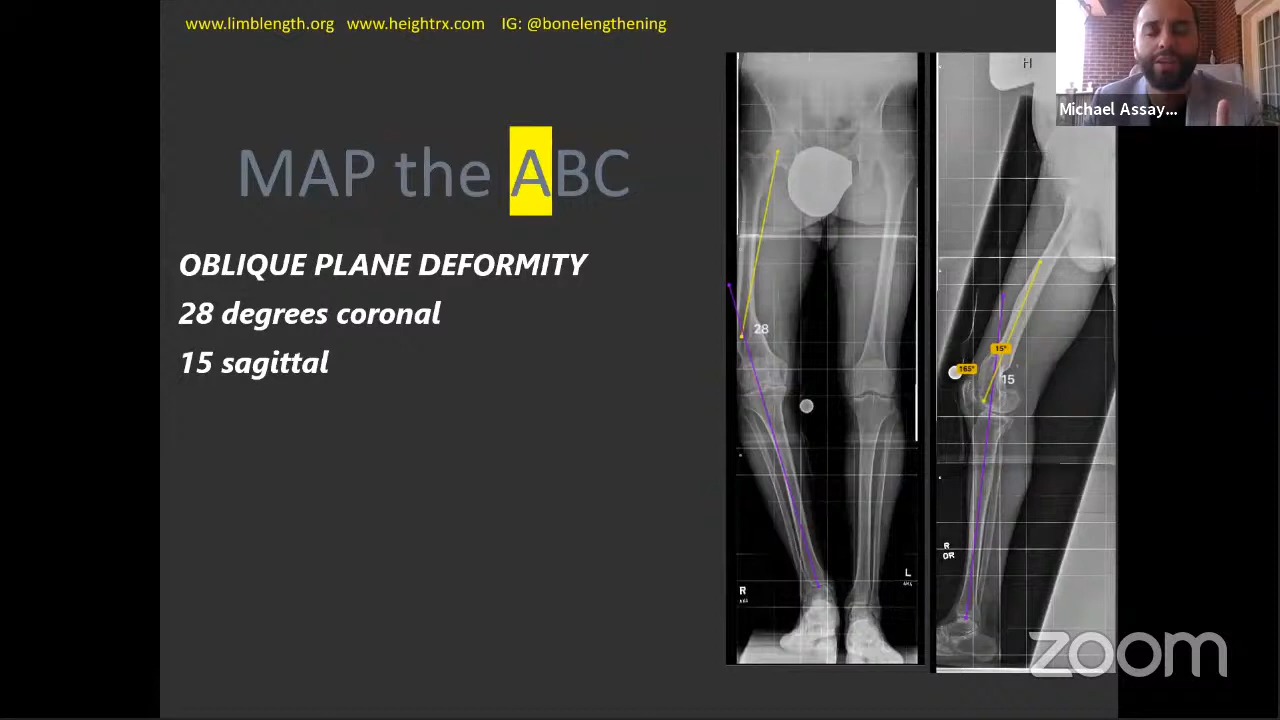 www.limblength.org www.heightrx.com IG: @bonelengthening
H
Michael Assay...
MAP the ABC
OBLIQUE PLANE DEFORMITY
28 degrees coronal
15 sagittal
28
15°
165°
15
R
OR
L
R
zoom